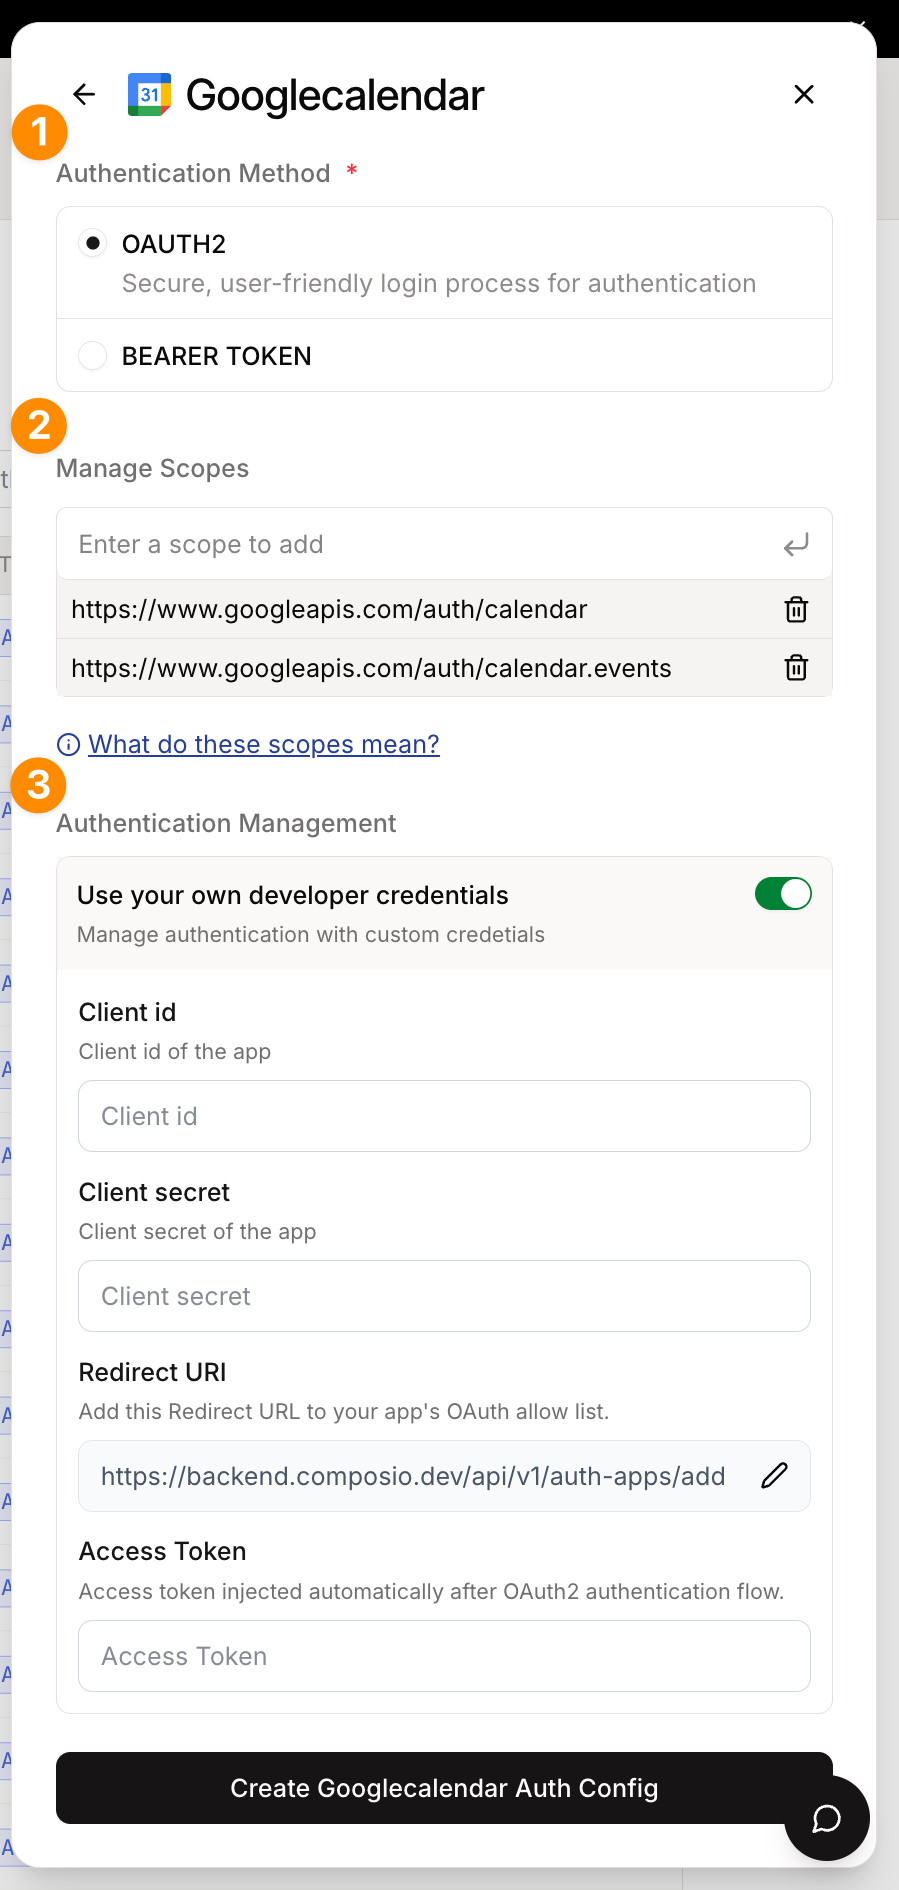 31 Googlecalendar
1
Authentication Method *
OAUTH2
Secure, user-friendly login process for authentication
BEARER TOKEN
2
Manage Scopes
Enter a scope to add
https://www.googleapis.com/auth/calendar
https://www.googleapis.com/auth/calendar.events
What do these scopes mean?
3
Authentication Management
Use your own developer credentials
Manage authentication with custom credetials
Client id
Client id of the app
Client id
Client secret
Client secret of the app
Client secret
Redirect URI
Add this Redirect URL to your app's OAuth allow list.
https://backend.composio.dev/api/v1/auth-apps/add
Access Token
Access token injected automatically after OAuth2 authentication flow.
Access Token
Create Googlecalendar Auth Config